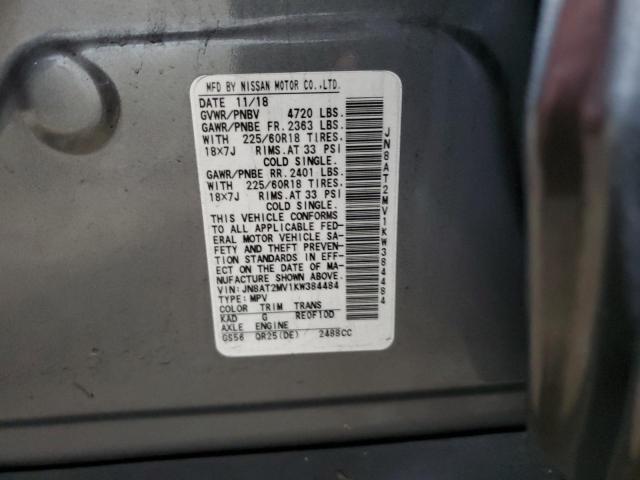 MFD BY NISSAN MOTOR CO.,LTD.
DATE 11/18
GVWR/PNBV 4720 LBS.
GAWR/PNBE FR. 2363 LBS.
WITH 225/60R18 TIRES.
18X7J RIMS.AT 33 PSI
COLD SINGLE.
GAWR/PNBE RR. 2401 LBS.
WITH 225/60R18 TIRES.
18X7J RIMS.AT 33 PSI
COLD SINGLE.
THIS VEHICLE CONFORMS
TO ALL APPLICABLE FED-
ERAL MOTOR VEHICLE SA-
FETY AND THEFT PREVEN-
TION STANDARDS IN EFF-
ECT ON THE DATE OF MA-
NUFACTURE SHOWN ABOVE.
VIN: JN8AT2MV1KW384484
TYPE: MPV
COLOR TRIM TRANS
KAD G RE0F10D
AXLE ENGINE
GS56 QR25(DE) 2488CC
JN8AT2MV1KW384484